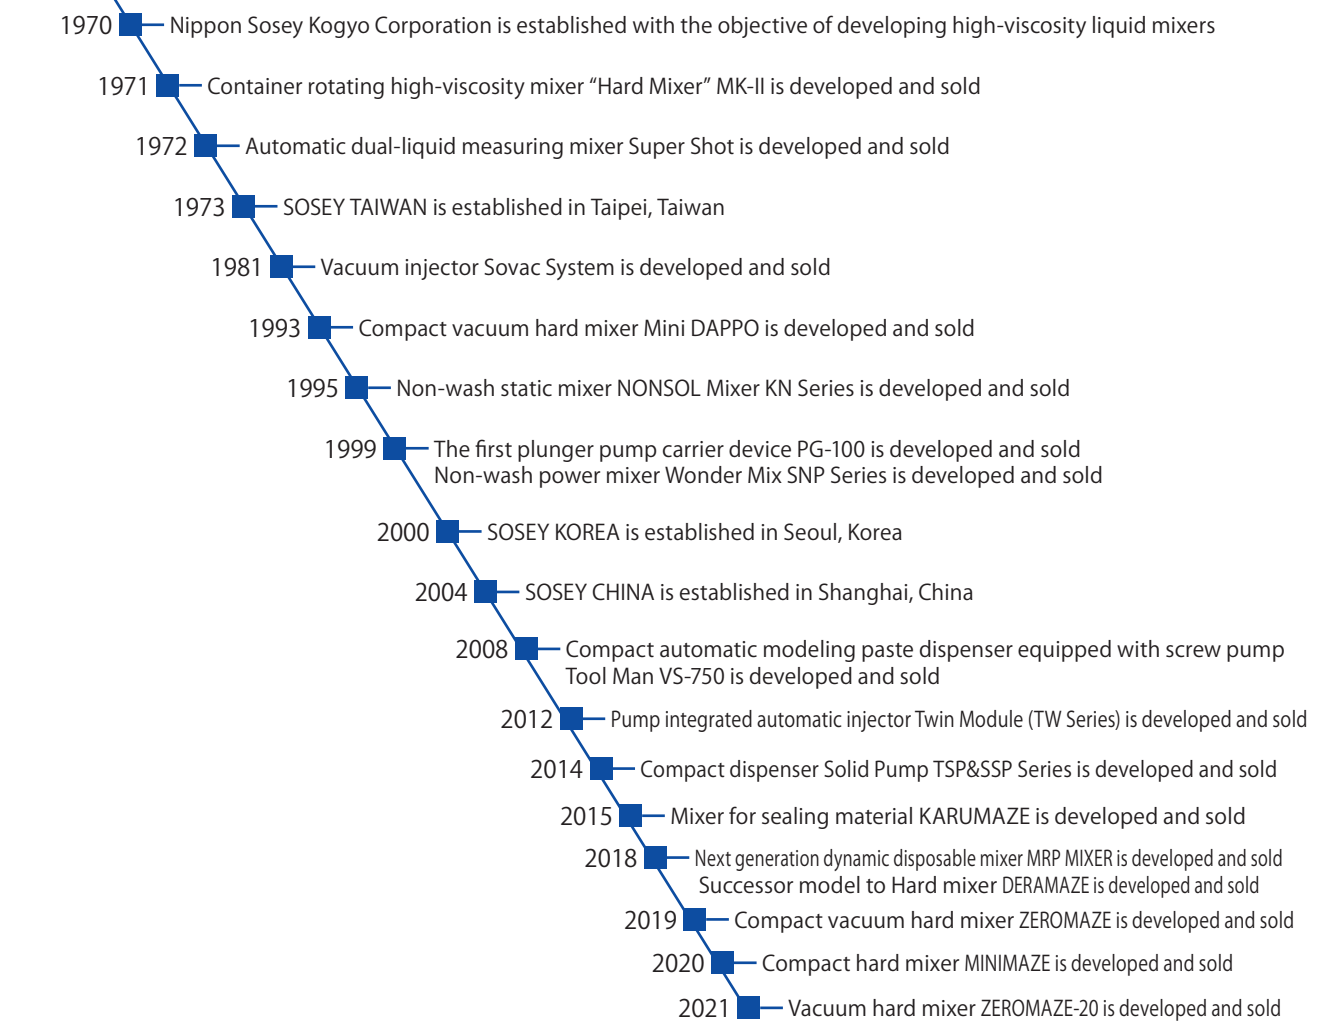 1970 Nippon Sosey Kogyo Corporation is established with the objective of developing high-viscosity liquid mixers
1971 Container rotating high-viscosity mixer “Hard Mixer” MK-II is developed and sold
1972 Automatic dual-liquid measuring mixer Super Shot is developed and sold
1973 SOSEY TAIWAN is established in Taipei, Taiwan
1981 Vacuum injector Sovac System is developed and sold
1993 Compact vacuum hard mixer Mini DAPPO is developed and sold
1995 Non-wash static mixer NONSOL Mixer KN Series is developed and sold
1999 The first plunger pump carrier device PG-100 is developed and sold
Non-wash power mixer Wonder Mix SNP Series is developed and sold
2000 SOSEY KOREA is established in Seoul, Korea
2004 SOSEY CHINA is established in Shanghai, China
2008 Compact automatic modeling paste dispenser equipped with screw pump
Tool Man VS-750 is developed and sold
2012 Pump integrated automatic injector Twin Module (TW Series) is developed and sold
2014 Compact dispenser Solid Pump TSP&SSP Series is developed and sold
2015 Mixer for sealing material KARUMAZE is developed and sold
2018 Next generation dynamic disposable mixer MRP MIXER is developed and sold
Successor model to Hard mixer DERAMAZE is developed and sold
2019 Compact vacuum hard mixer ZEROMAZE is developed and sold
2020 Compact hard mixer MINIMAZE is developed and sold
2021 Vacuum hard mixer ZEROMAZE-20 is developed and sold